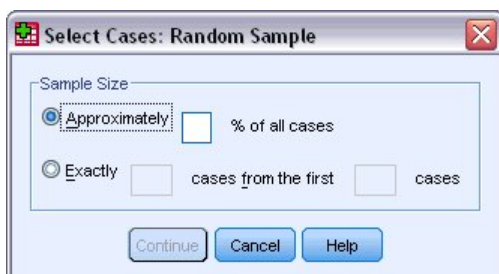 Select Cases: Random Sample
Sample Size
Approximately % of all cases
Exactly cases from the first cases
Continue Cancel Help